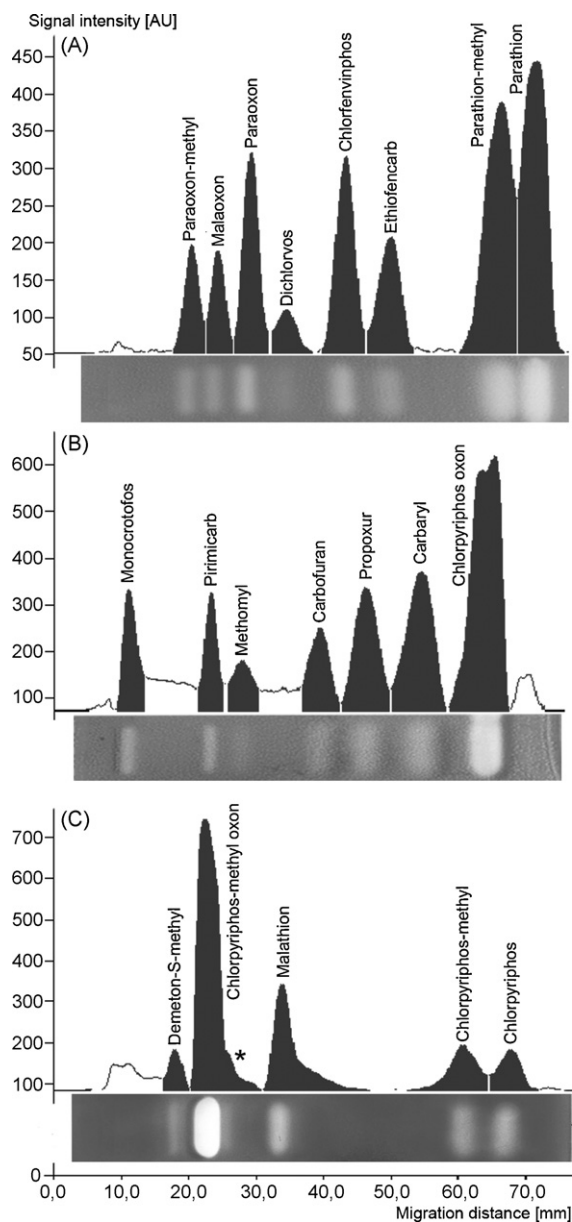 Signal intensity [AU]
(A)
450
400
350
300
250
200
150
100
50
Paraoxon-methyl
Malaoxon
Paraoxon
Dichlorvos
Chlorfenvinphos
Ethiofencarb
Parathion-methyl
Parathion
(B)
600
500
400
300
200
100
Monocrotofos
Pirimicarb
Methomyl
Carbofuran
Propoxur
Carbaryl
Chlorpyriphos oxon
(C)
700
600
500
400
300
200
100
0
Demeton-S-methyl
Chlorpyriphos-methyl oxon
*
Malathion
Chlorpyriphos-methyl
Chlorpyriphos
0,0 10,0 20,0 30,0 40,0 50,0 60,0 70,0
Migration distance [mm]